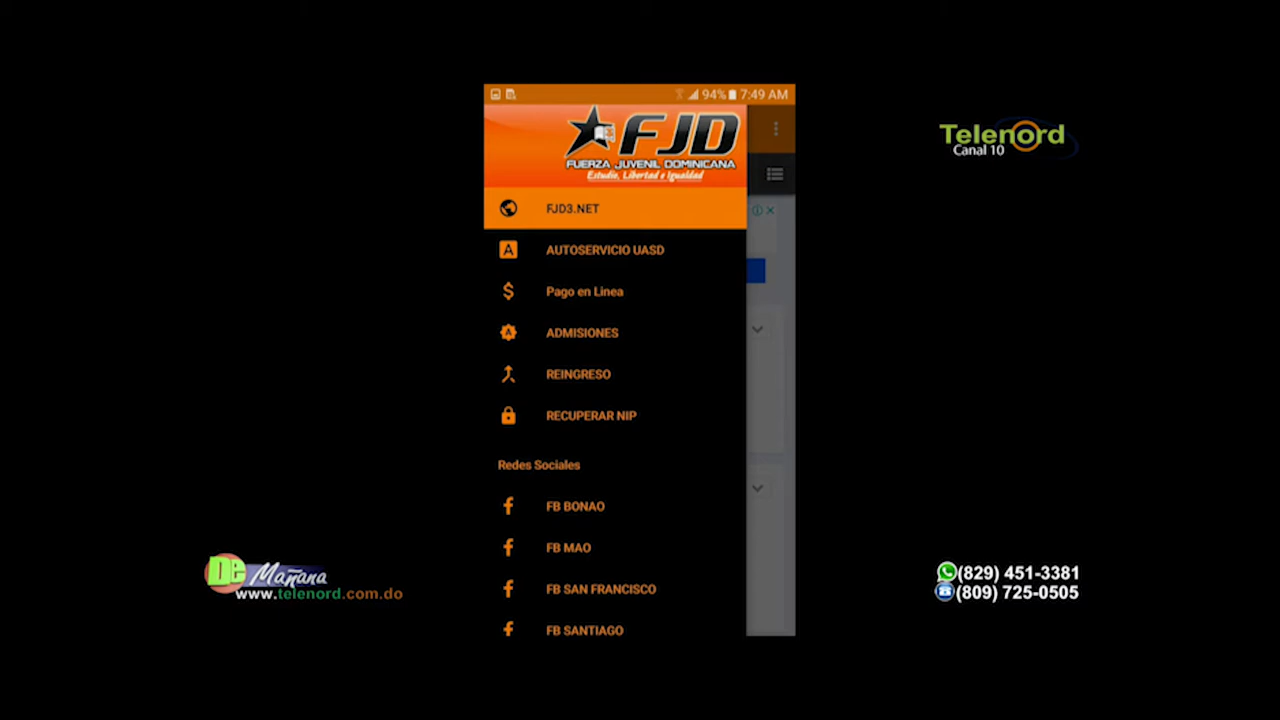 94% 7:49 AM
FJD
FUERZA JUVENIL DOMINICANA
Estudio, Libertad e Igualdad
FJD3.NET
A AUTOSERVICIO UASD
$ Pago en Linea
A ADMISIONES
REINGRESO
RECUPERAR NIP
Redes Sociales
f FB BONAO
f FB MAO
f FB SAN FRANCISCO
f FB SANTIAGO
Telenord
Canal 10
De Mañana
www.telenord.com.do
(829) 451-3381
(809) 725-0505